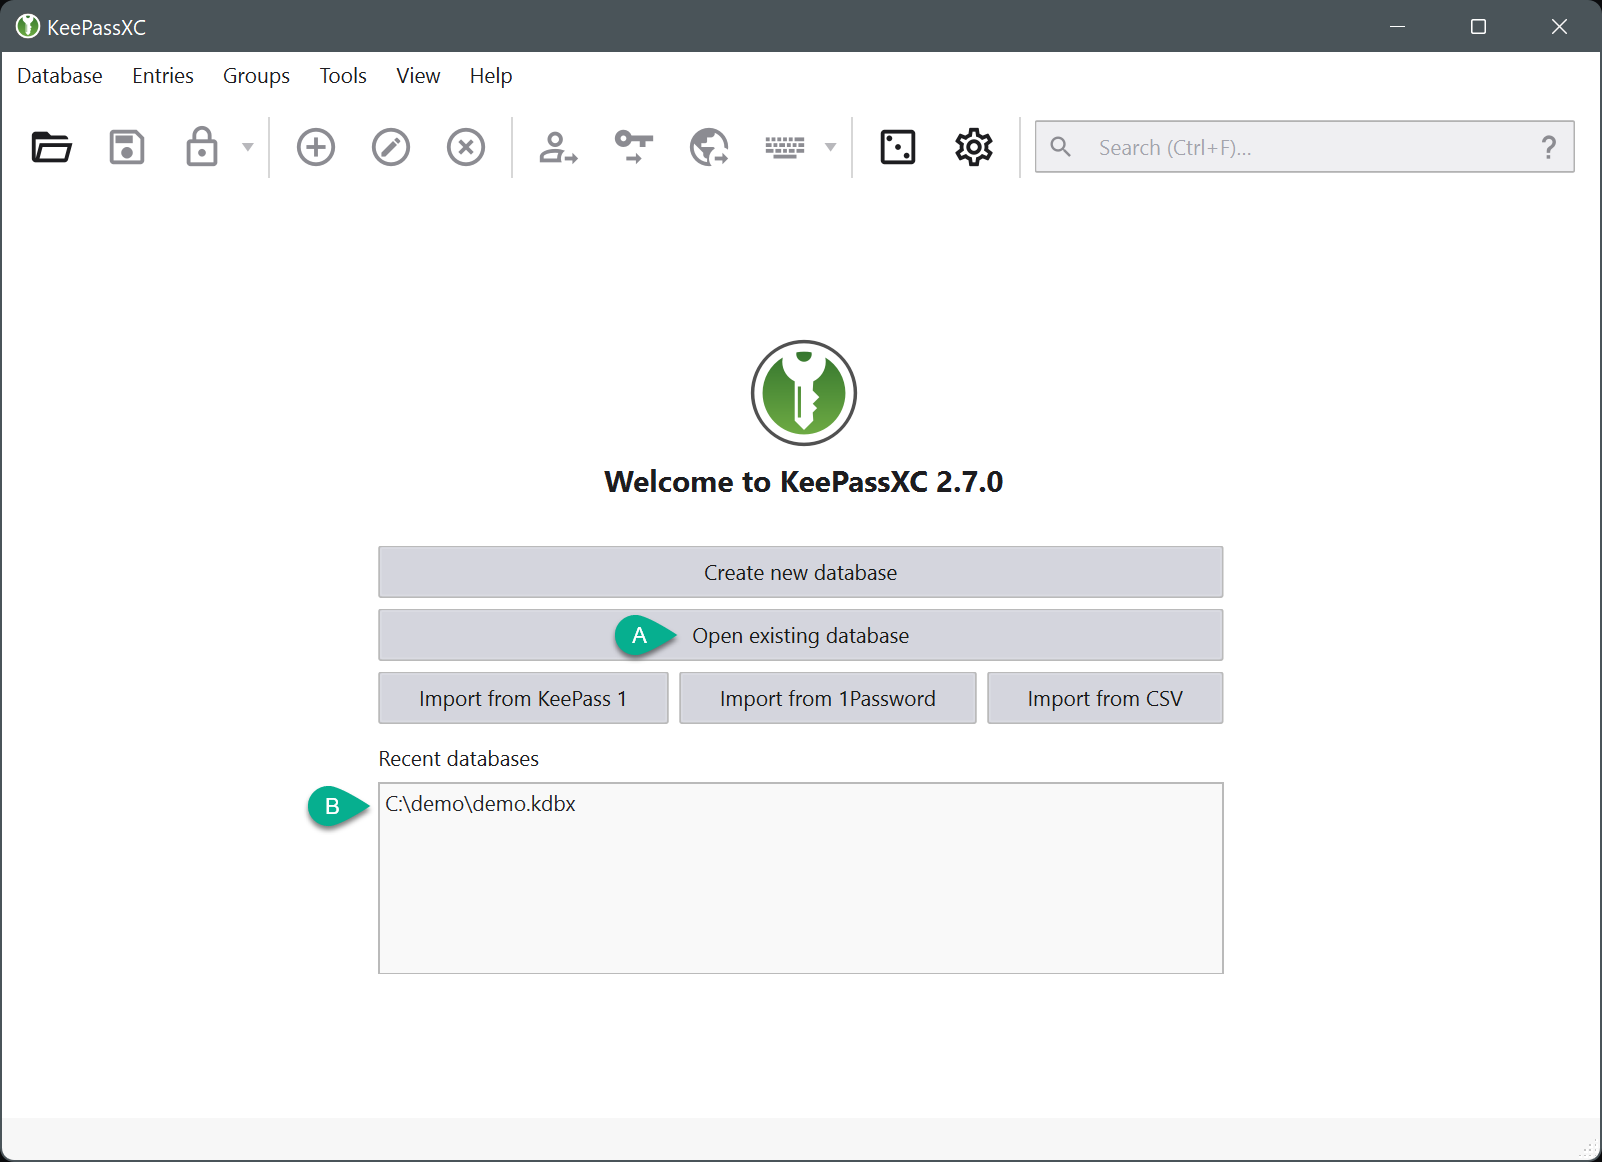 KeePassXC
Database Entries Groups Tools View Help
Search (Ctrl+F)... ?
Welcome to KeePassXC 2.7.0
Create new database
A Open existing database
Import from KeePass 1 Import from 1Password Import from CSV
Recent databases
B C:\demo\demo.kdbx